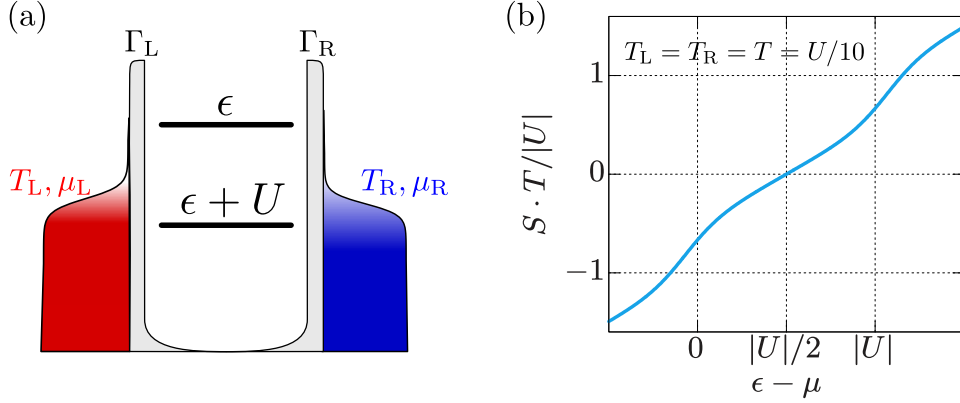 (a)
Γ_L Γ_R
ϵ
T_L, μ_L
ϵ + U
T_R, μ_R
(b)
T_L = T_R = T = U/10
1
0
−1
S · T/|U|
0 |U|/2 |U|
ϵ − μ